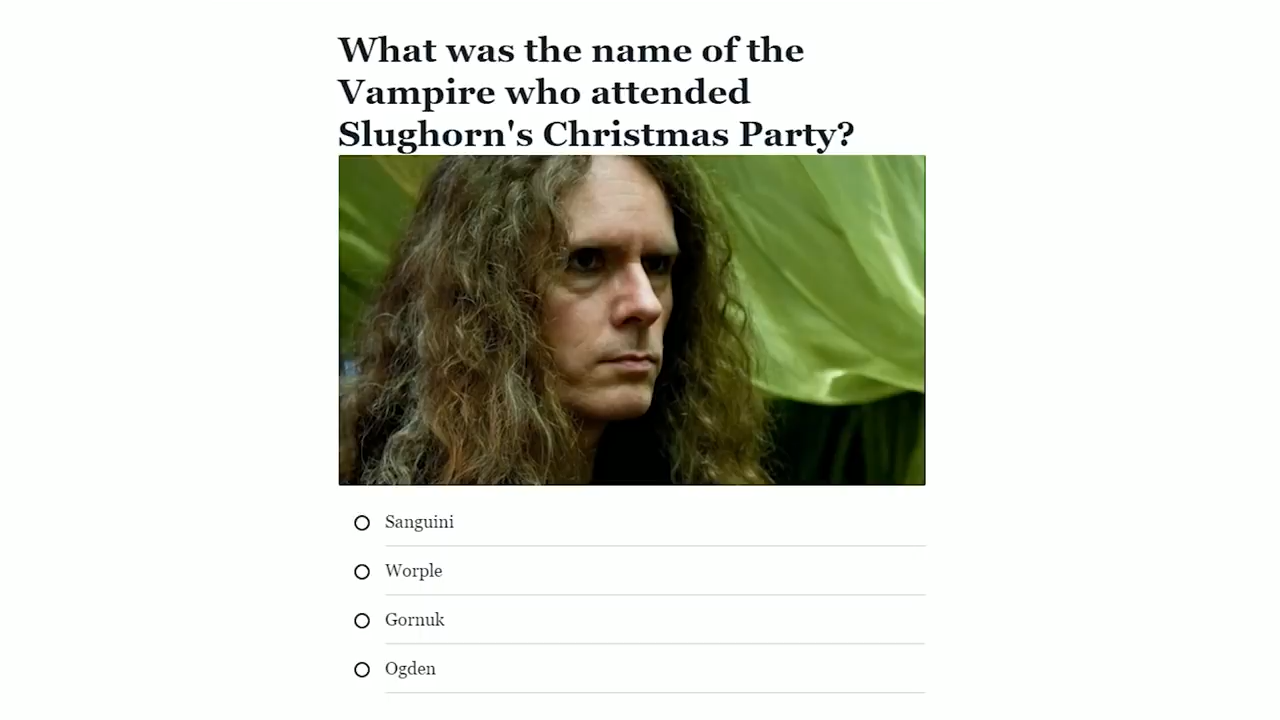 What was the name of the
Vampire who attended
Slughorn's Christmas Party?
Sanguini
Worple
Gornuk
Ogden